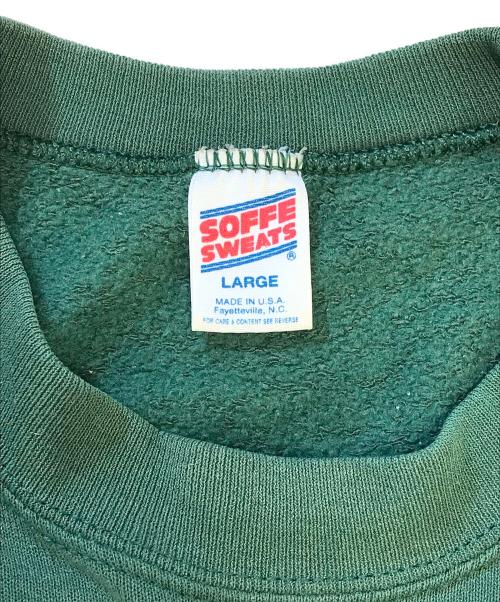 SOFFE
SWEATS
®
LARGE
MADE IN U.S.A.
Fayetteville, N.C.
FOR CARE & CONTENT SEE REVERSE